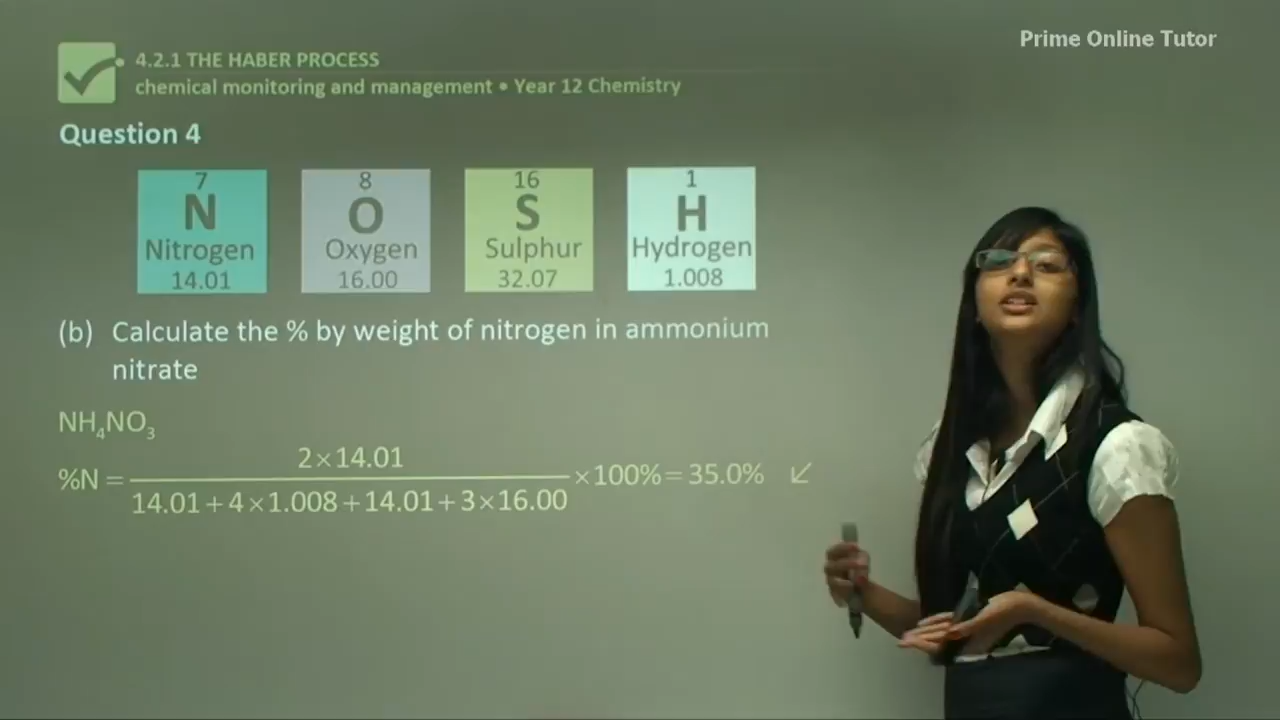 Prime Online Tutor
4.2.1 THE HABER PROCESS
chemical monitoring and management • Year 12 Chemistry
Question 4
7
N
Nitrogen
14.01
8
O
Oxygen
16.00
16
S
Sulphur
32.07
1
H
Hydrogen
1.008
(b) Calculate the % by weight of nitrogen in ammonium
nitrate
NH₄NO₃
2×14.01
%N = ×100% = 35.0% ↙
14.01+4×1.008+14.01+3×16.00